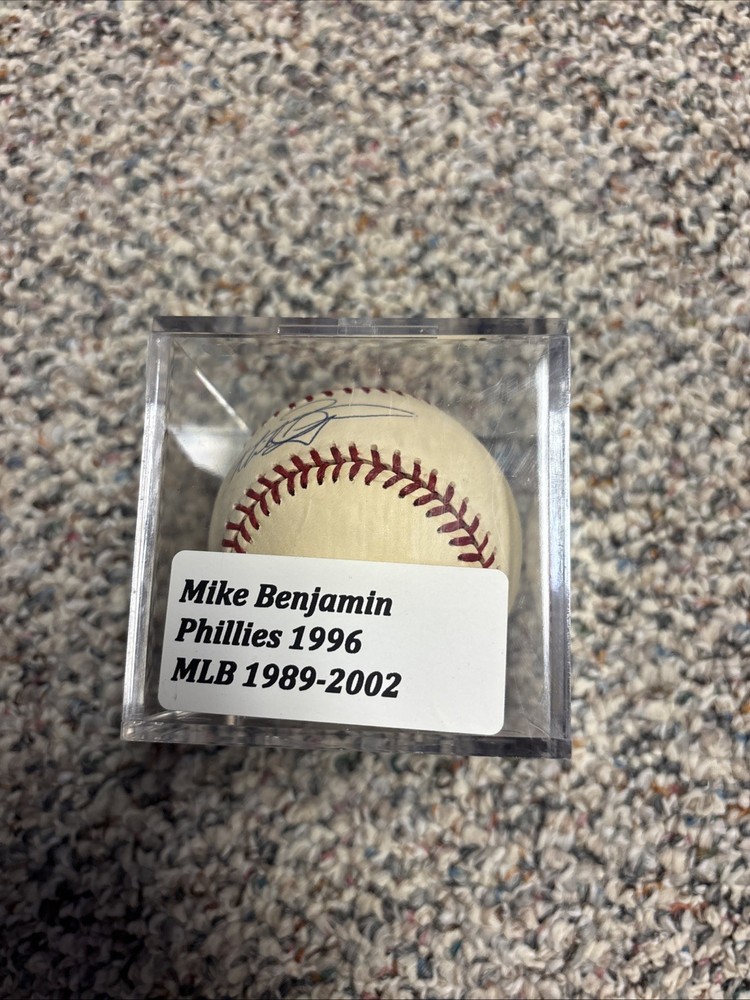 Mike Benjamin
Phillies 1996
MLB 1989-2002